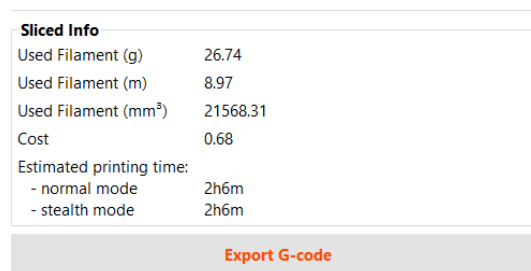 Sliced Info
Used Filament (g) 26.74
Used Filament (m) 8.97
Used Filament (mm³) 21568.31
Cost 0.68
Estimated printing time:
- normal mode 2h6m
- stealth mode 2h6m
Export G-code